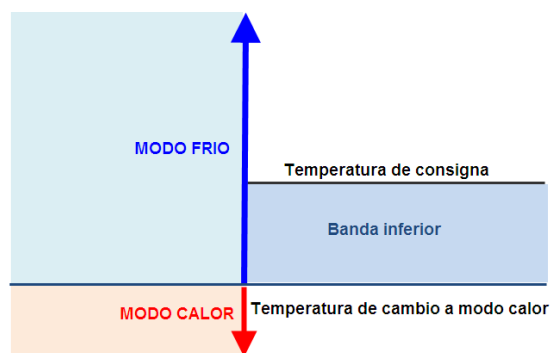 MODO FRIO
Temperatura de consigna
Banda inferior
MODO CALOR
Temperatura de cambio a modo calor